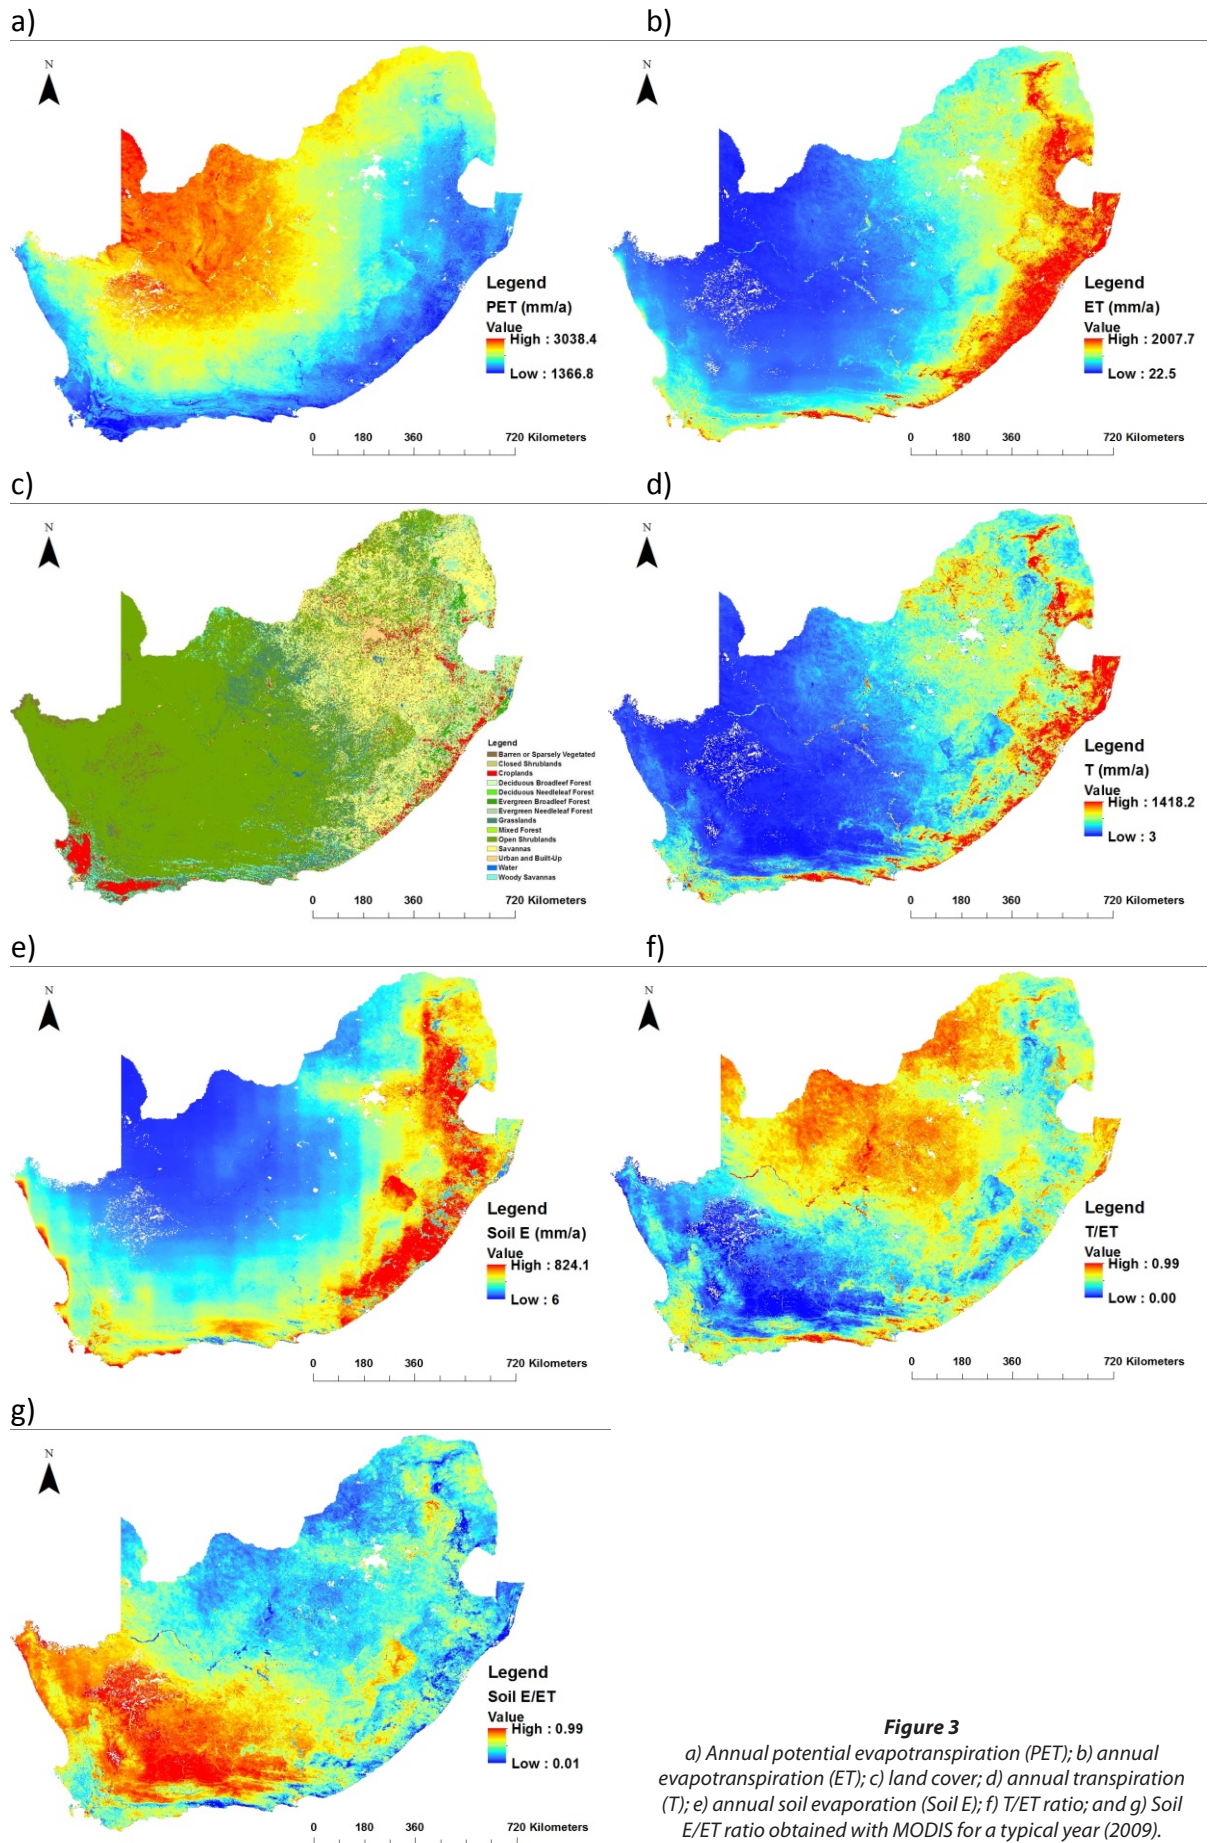 a)
b)
N
Legend
PET (mm/a)
Value
High : 3038.4
Low : 1366.8
0 180 360 720 Kilometers
N
Legend
ET (mm/a)
Value
High : 2007.7
Low : 22.5
0 180 360 720 Kilometers
c)
d)
N
Legend
Barren or Sparsely Vegetated
Closed Shrublands
Croplands
Deciduous Broadleef Forest
Deciduous Needleleaf Forest
Evergreen Broadleef Forest
Evergreen Needleleaf Forest
Grasslands
Mixed Forest
Open Shrublands
Savannas
Urban and Built-Up
Water
Woody Savannas
0 180 360 720 Kilometers
N
Legend
T (mm/a)
Value
High : 1418.2
Low : 3
0 180 360 720 Kilometers
e)
f)
N
Legend
Soil E (mm/a)
Value
High : 824.1
Low : 6
0 180 360 720 Kilometers
N
Legend
T/ET
Value
High : 0.99
Low : 0.00
0 180 360 720 Kilometers
g)
N
Legend
Soil E/ET
Value
High : 0.99
Low : 0.01
0 180 360 720 Kilometers
Figure 3
a) Annual potential evapotranspiration (PET); b) annual
evapotranspiration (ET); c) land cover; d) annual transpiration
(T); e) annual soil evaporation (Soil E); f) T/ET ratio; and g) Soil
E/ET ratio obtained with MODIS for a typical year (2009).